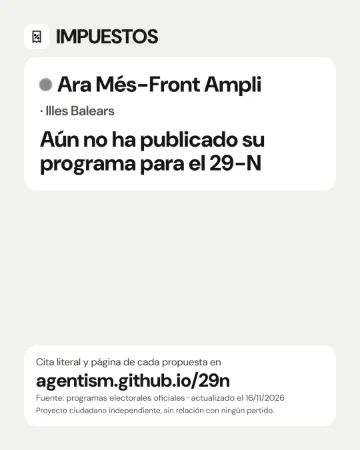 IMPUESTOS
Ara Més-Front Ampli
· Illes Balears
Aún no ha publicado su
programa para el 29-N
Cita literal y página de cada propuesta en
agentism.github.io/29n
Fuente: programas electorales oficiales · actualizado el 16/11/2026
Proyecto ciudadano independiente, sin relación con ningún partido.